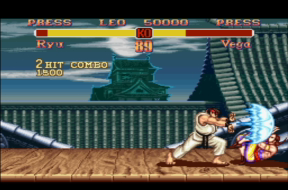 PRESS LEO 50000 PRESS
KO
Ryu 89 Vega
2 HIT "COMBO"
1500